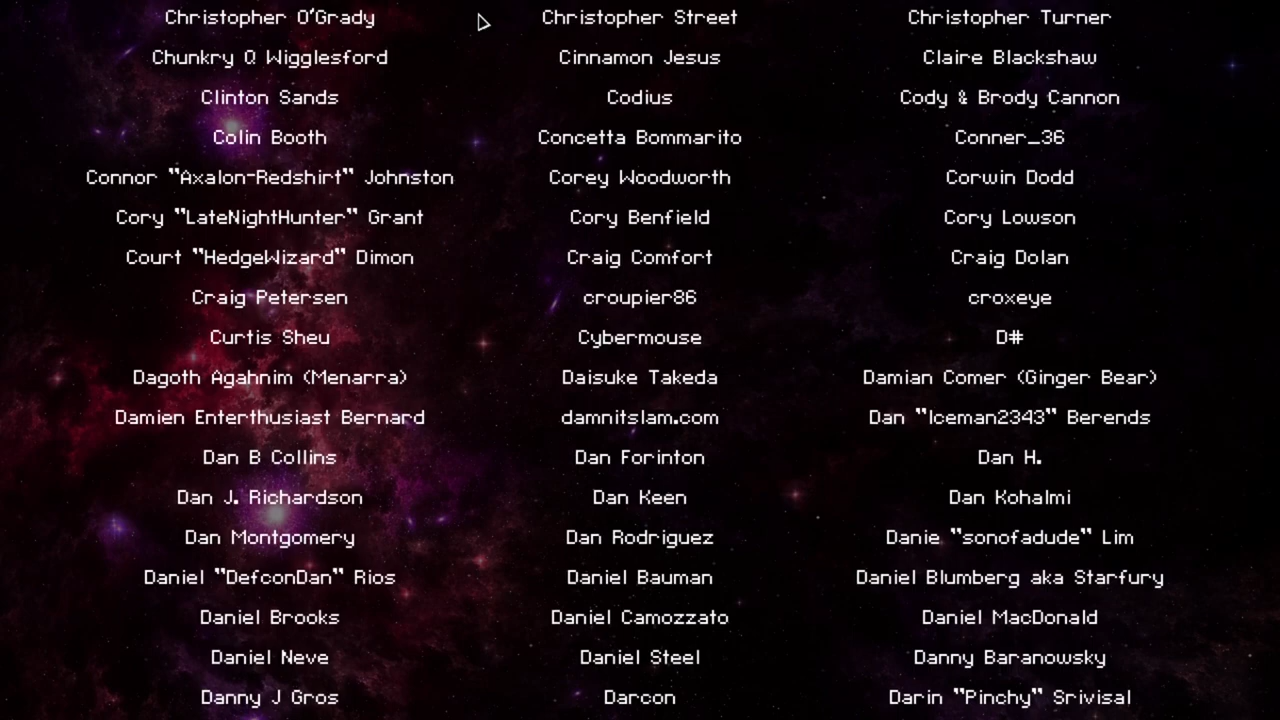 Christopher O'Grady Christopher Street Christopher Turner
Chunkry Q Wigglesford Cinnamon Jesus Claire Blackshaw
Clinton Sands Codius Cody & Brody Cannon
Colin Booth Concetta Bommarito Conner_36
Connor "Axalon-Redshirt" Johnston Corey Woodworth Corwin Dodd
Cory "LateNightHunter" Grant Cory Benfield Cory Lowson
Court "HedgeWizard" Dimon Craig Comfort Craig Dolan
Craig Petersen croupier86 croxeye
Curtis Sheu Cybermouse D#
Dagoth Agahnim (Menarra) Daisuke Takeda Damian Comer (Ginger Bear)
Damien Enterthusiast Bernard damnitslam.com Dan "Iceman2343" Berends
Dan B Collins Dan Forinton Dan H.
Dan J. Richardson Dan Keen Dan Kohalmi
Dan Montgomery Dan Rodriguez Danie "sonofadude" Lim
Daniel "DefconDan" Rios Daniel Bauman Daniel Blumberg aka Starfury
Daniel Brooks Daniel Camozzato Daniel MacDonald
Daniel Neve Daniel Steel Danny Baranowsky
Danny J Gros Darcon Darin "Pinchy" Srivisal